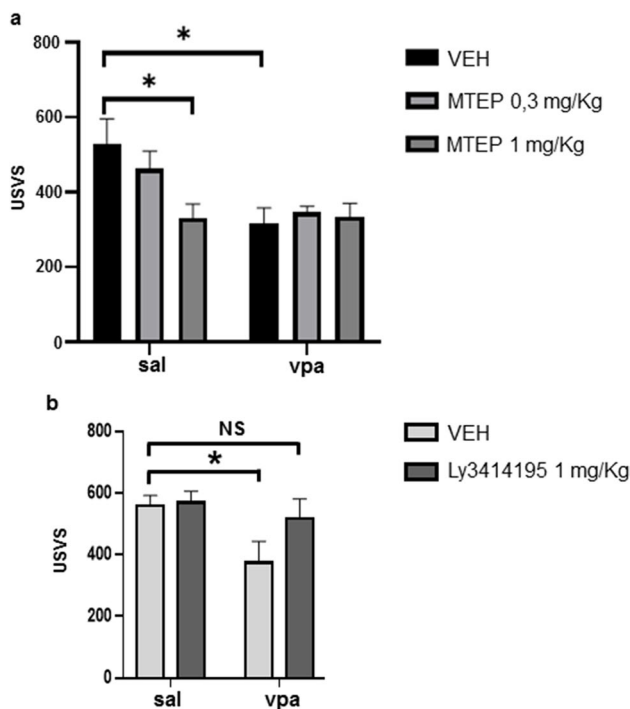 a
800
600
400
200
0
USVS
*
*
sal
vpa
VEH
MTEP 0,3 mg/Kg
MTEP 1 mg/Kg
b
800
600
400
200
0
USVS
NS
*
sal
vpa
VEH
Ly3414195 1 mg/Kg